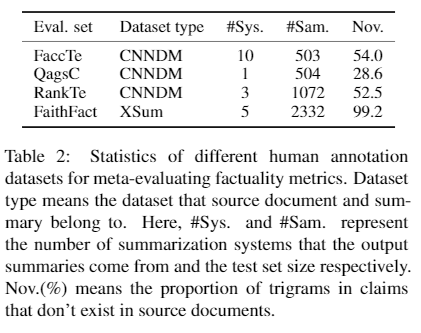 Eval. set Dataset type #Sys. #Sam. Nov.
FaccTe CNNDM 10 503 54.0
QagsC CNNDM 1 504 28.6
RankTe CNNDM 3 1072 52.5
FaithFact XSum 5 2332 99.2
Table 2: Statistics of different human annotation
datasets for meta-evaluating factuality metrics. Dataset
type means the dataset that source document and sum-
mary belong to. Here, #Sys. and #Sam. represent
the number of summarization systems that the output
summaries come from and the test set size respectively.
Nov.(%) means the proportion of trigrams in claims
that don't exist in source documents.